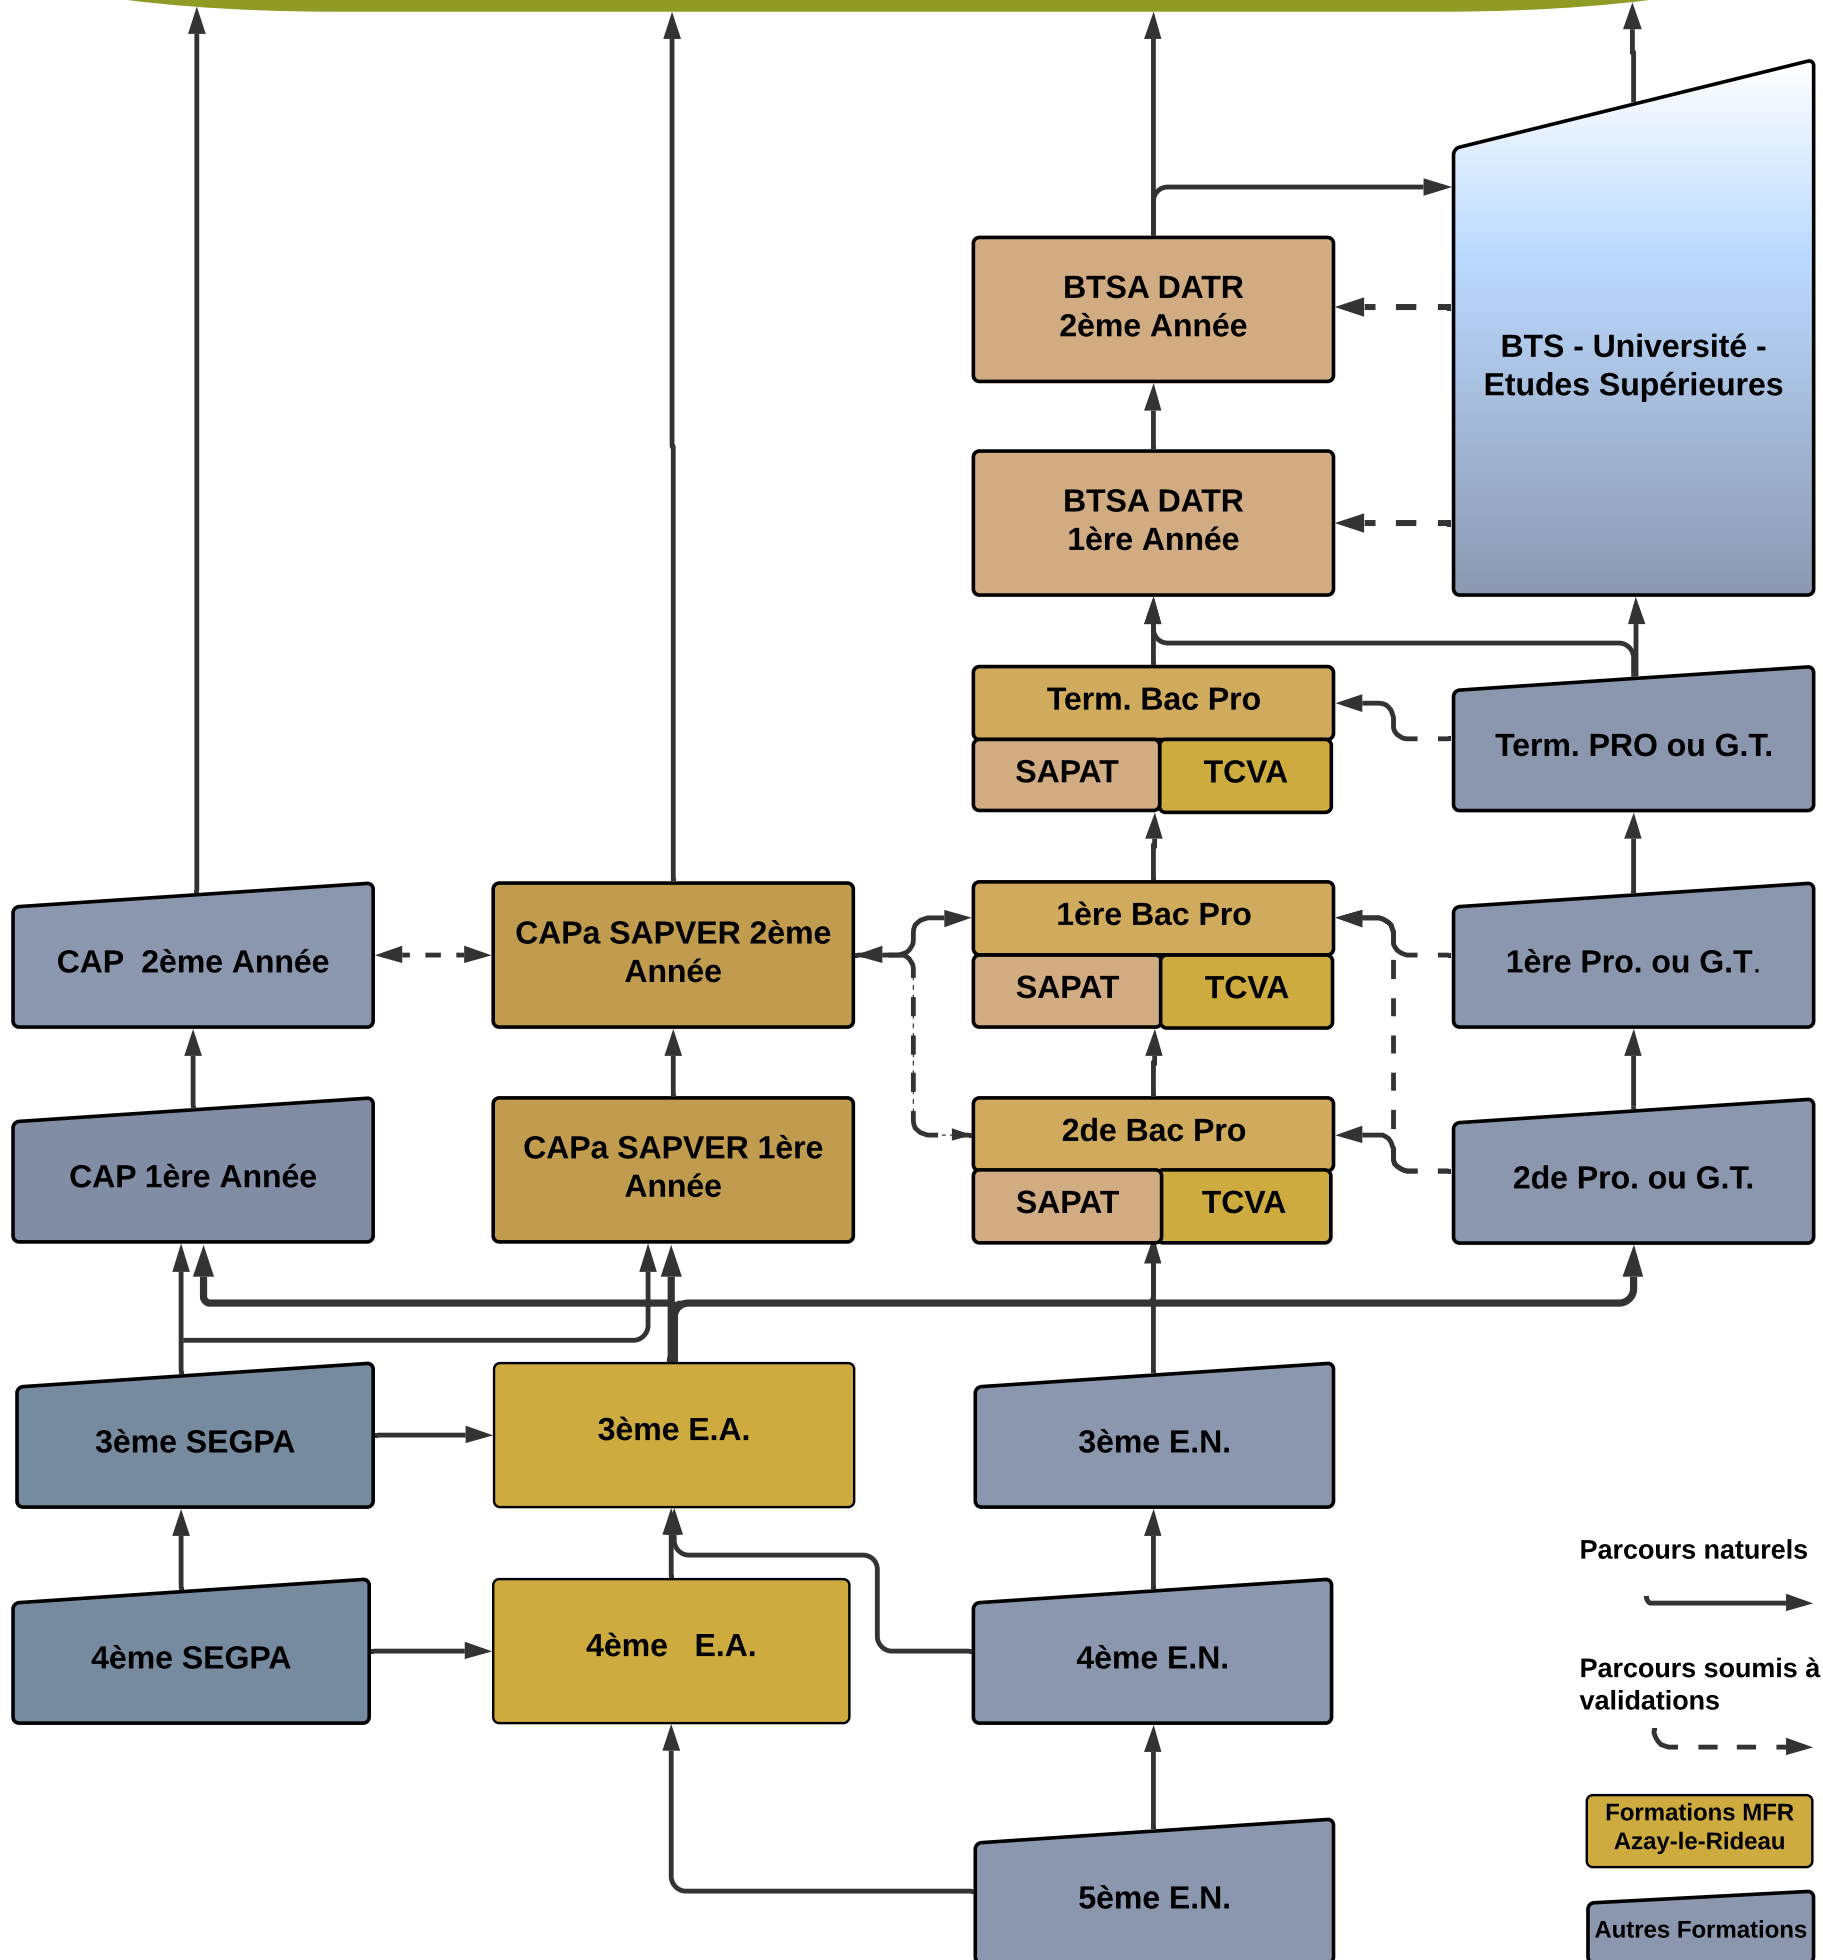 BTSA DATR
2ème Année
BTS - Université -
Etudes Supérieures
BTSA DATR
1ère Année
Term. Bac Pro
SAPAT
TCVA
Term. PRO ou G.T.
CAP  2ème Année
CAPa SAPVER 2ème
Année
1ère Bac Pro
SAPAT
TCVA
1ère Pro. ou G.T.
CAP 1ère Année
CAPa SAPVER 1ère
Année
2de Bac Pro
SAPAT
TCVA
2de Pro. ou G.T.
3ème SEGPA
3ème E.A.
3ème E.N.
4ème SEGPA
4ème   E.A.
4ème E.N.
5ème E.N.
Parcours naturels
Parcours soumis à
validations
Formations MFR
Azay-le-Rideau
Autres Formations